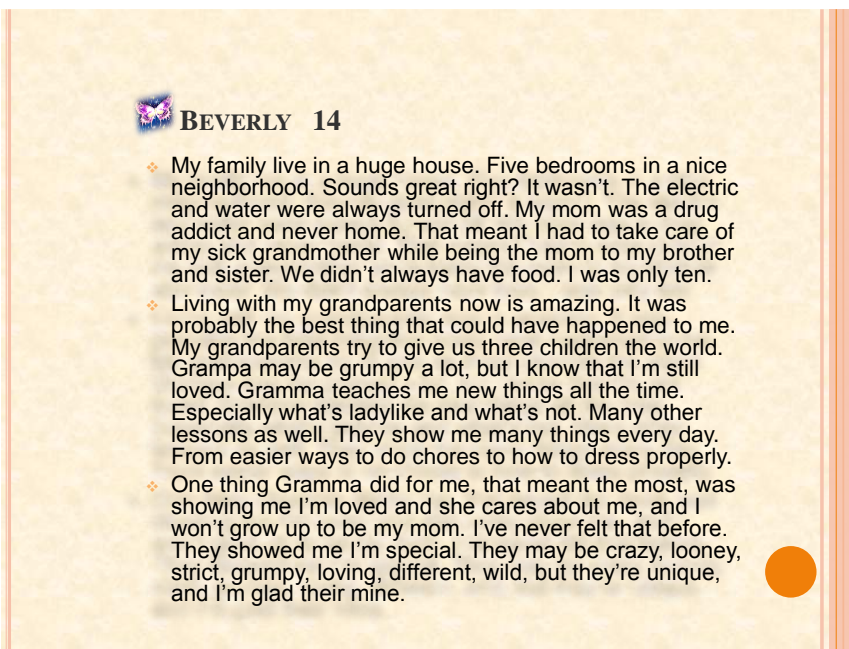 BEVERLY 14
My family live in a huge house. Five bedrooms in a nice
neighborhood. Sounds great right? It wasn't. The electric
and water were always turned off. My mom was a drug
addict and never home. That meant I had to take care of
my sick grandmother while being the mom to my brother
and sister. We didn't always have food. I was only ten.
Living with my grandparents now is amazing. It was
probably the best thing that could have happened to me.
My grandparents try to give us three children the world.
Grampa may be grumpy a lot, but I know that I'm still
loved. Gramma teaches me new things all the time.
Especially what's ladylike and what's not. Many other
lessons as well. They show me many things every day.
From easier ways to do chores to how to dress properly.
One thing Gramma did for me, that meant the most, was
showing me I'm loved and she cares about me, and I
won't grow up to be my mom. I've never felt that before.
They showed me I'm special. They may be crazy, looney,
strict, grumpy, loving, different, wild, but they're unique,
and I'm glad their mine.